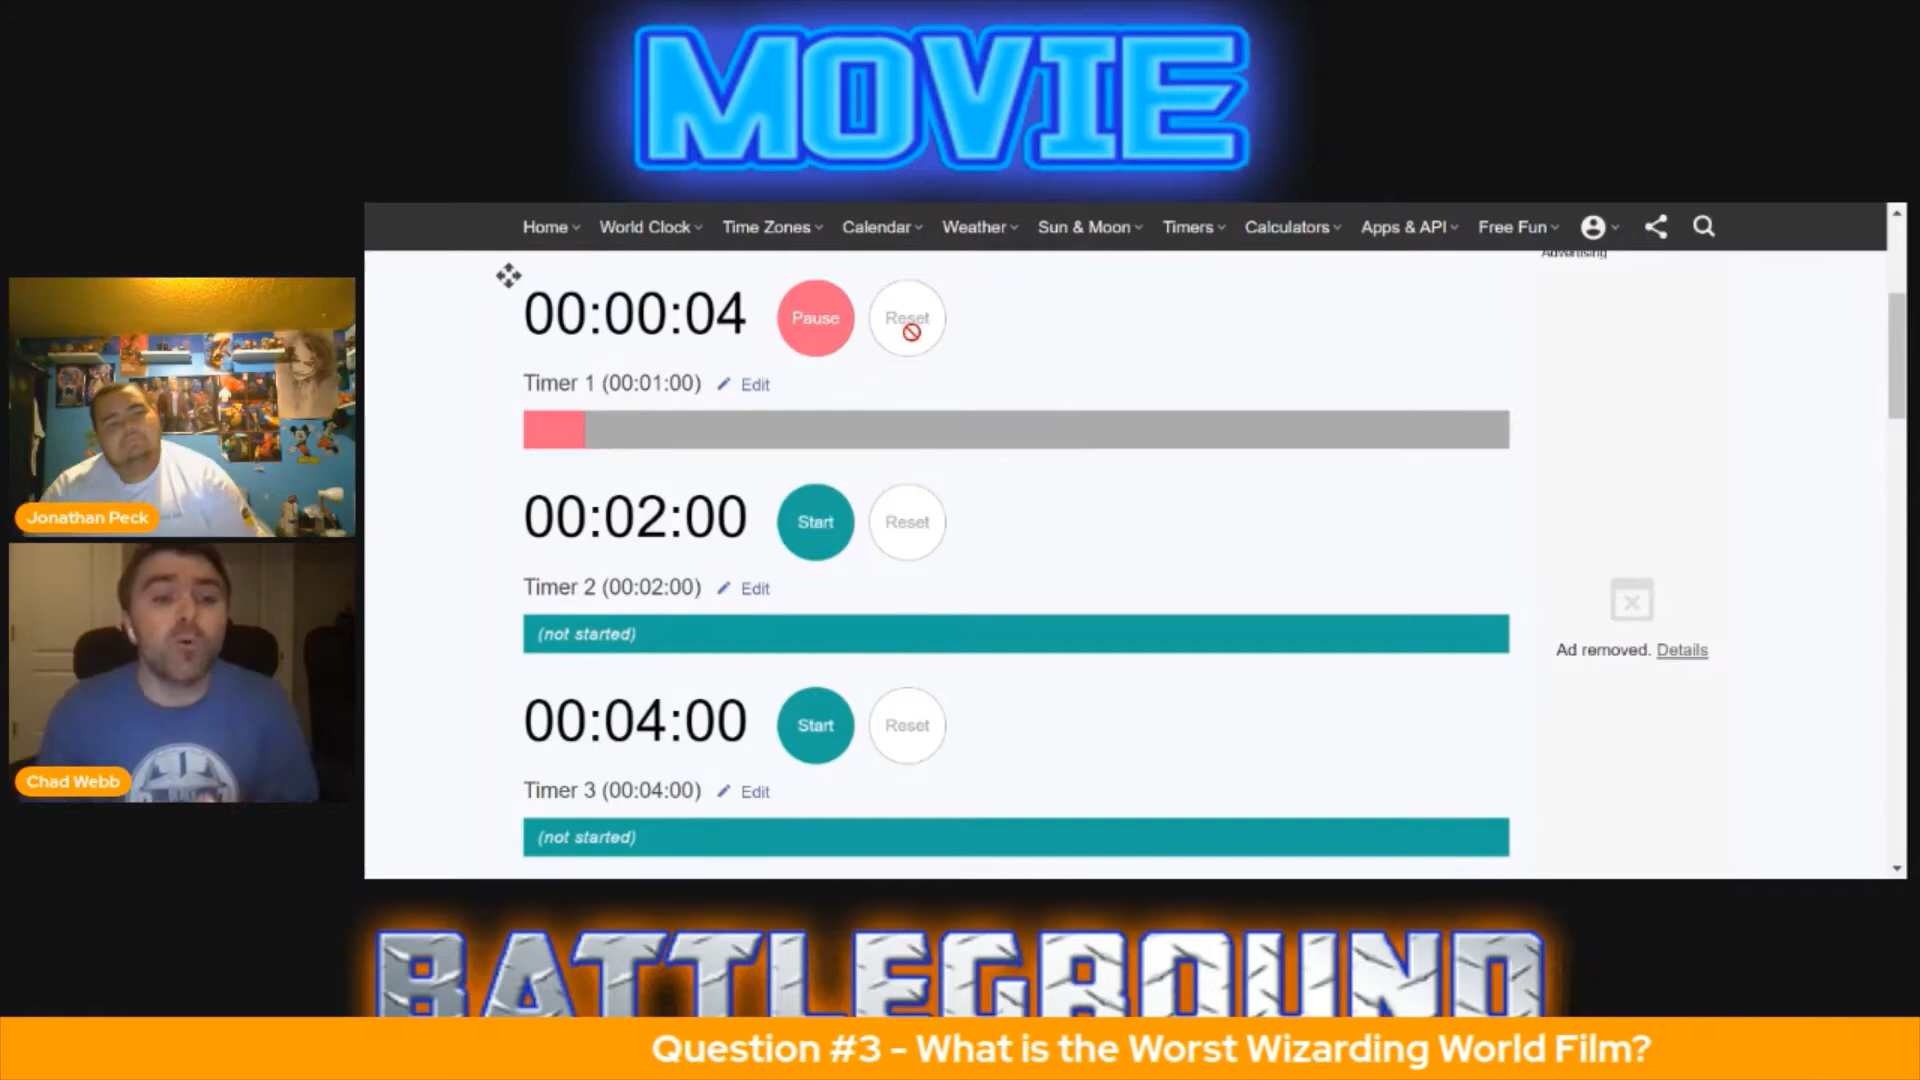 MOVIE
Home World Clock Time Zones Calendar Weather Sun & Moon Timers Calculators Apps & API Free Fun
Advertising
00:00:04 Pause Reset
Timer 1 (00:01:00) Edit
00:02:00 Start Reset
Timer 2 (00:02:00) Edit
(not started)
Ad removed. Details
00:04:00 Start Reset
Timer 3 (00:04:00) Edit
(not started)
Jonathan Peck
Chad Webb
BATTLEGROUND
Question #3 - What is the Worst Wizarding World Film?